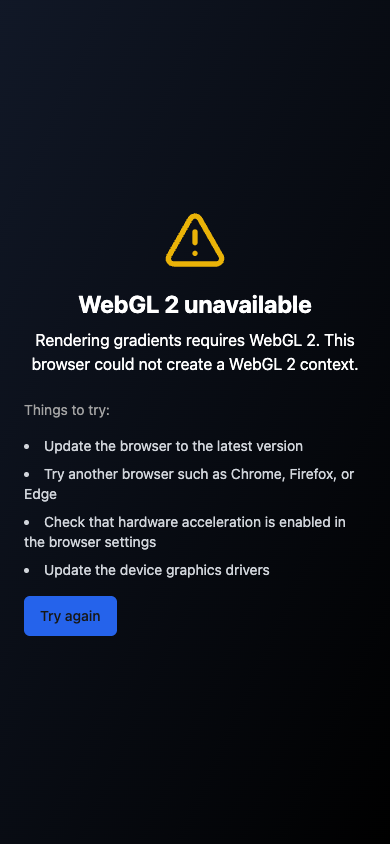 WebGL 2 unavailable
Rendering gradients requires WebGL 2. This
browser could not create a WebGL 2 context.
Things to try:
• Update the browser to the latest version
• Try another browser such as Chrome, Firefox, or
Edge
• Check that hardware acceleration is enabled in
the browser settings
• Update the device graphics drivers
Try again